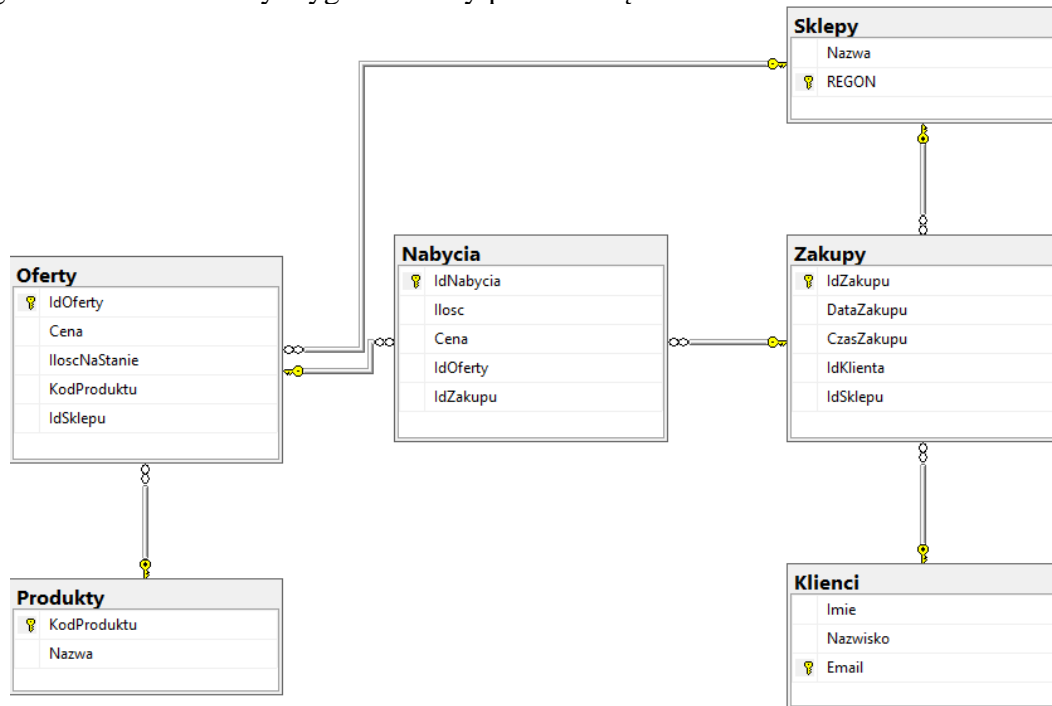 Sklepy
Nazwa
REGON
Oferty
IdOferty
Cena
IloscNaStanie
KodProduktu
IdSklepu
Nabycia
IdNabycia
Ilosc
Cena
IdOferty
IdZakupu
Zakupy
IdZakupu
DataZakupu
CzasZakupu
IdKlienta
IdSklepu
Produkty
KodProduktu
Nazwa
Klienci
Imie
Nazwisko
Email